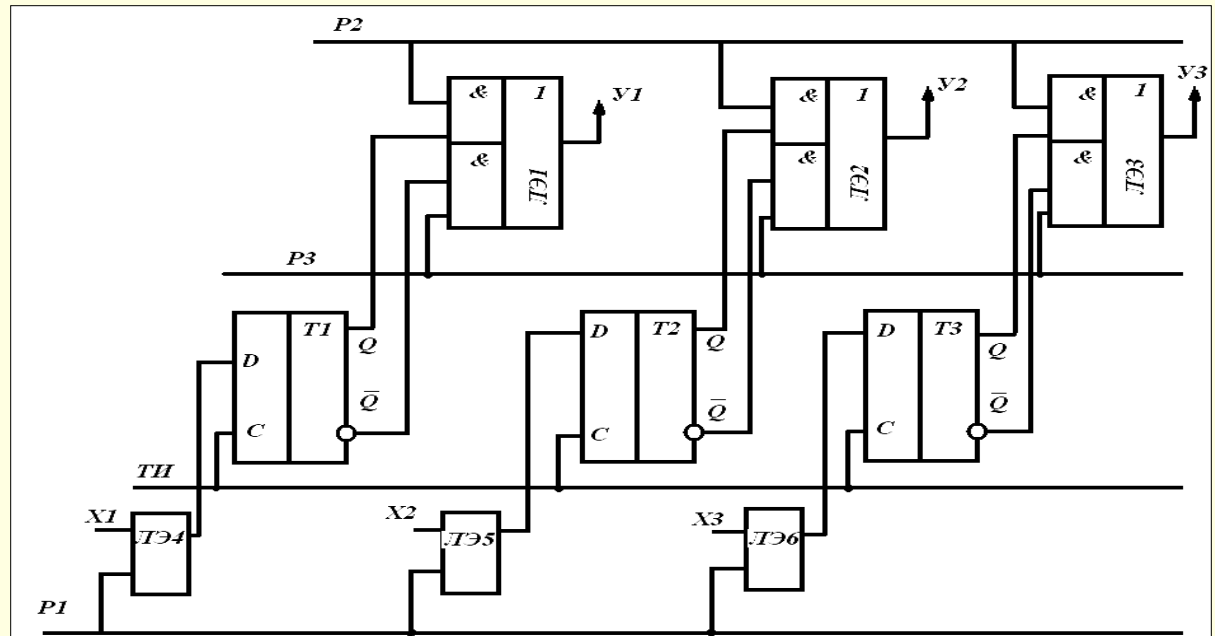 P2
& 1 У1
&
ЛЭ1
& 1 У2
&
ЛЭ2
& 1 У3
&
ЛЭ3
P3
T1 Q
D
Q̅
C
T2 Q
D
Q̅
C
T3 Q
D
Q̅
C
ТИ
X1 ЛЭ4
X2 ЛЭ5
X3 ЛЭ6
P1